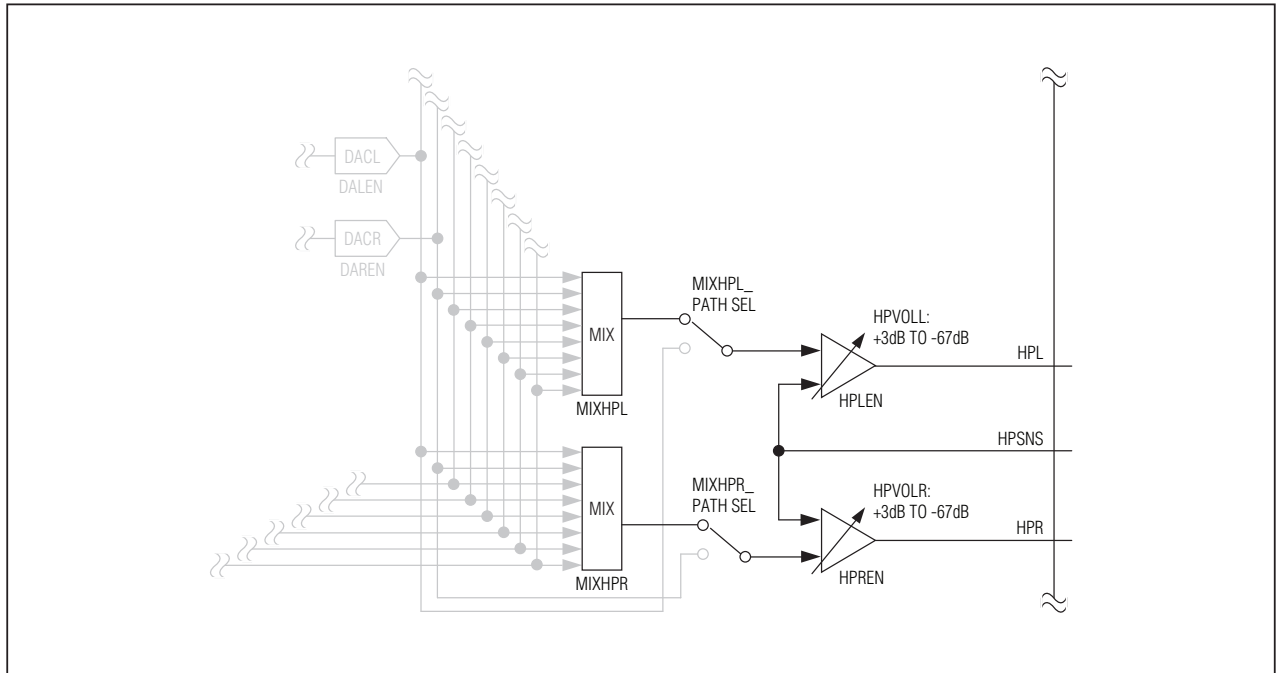 DACL
DALEN
DACR
DAREN
MIX
MIXHPL
MIXHPL_
PATH SEL
HPVOLL:
+3dB TO -67dB
HPLEN
HPL
HPSNS
MIX
MIXHPR
MIXHPR_
PATH SEL
HPVOLR:
+3dB TO -67dB
HPREN
HPR